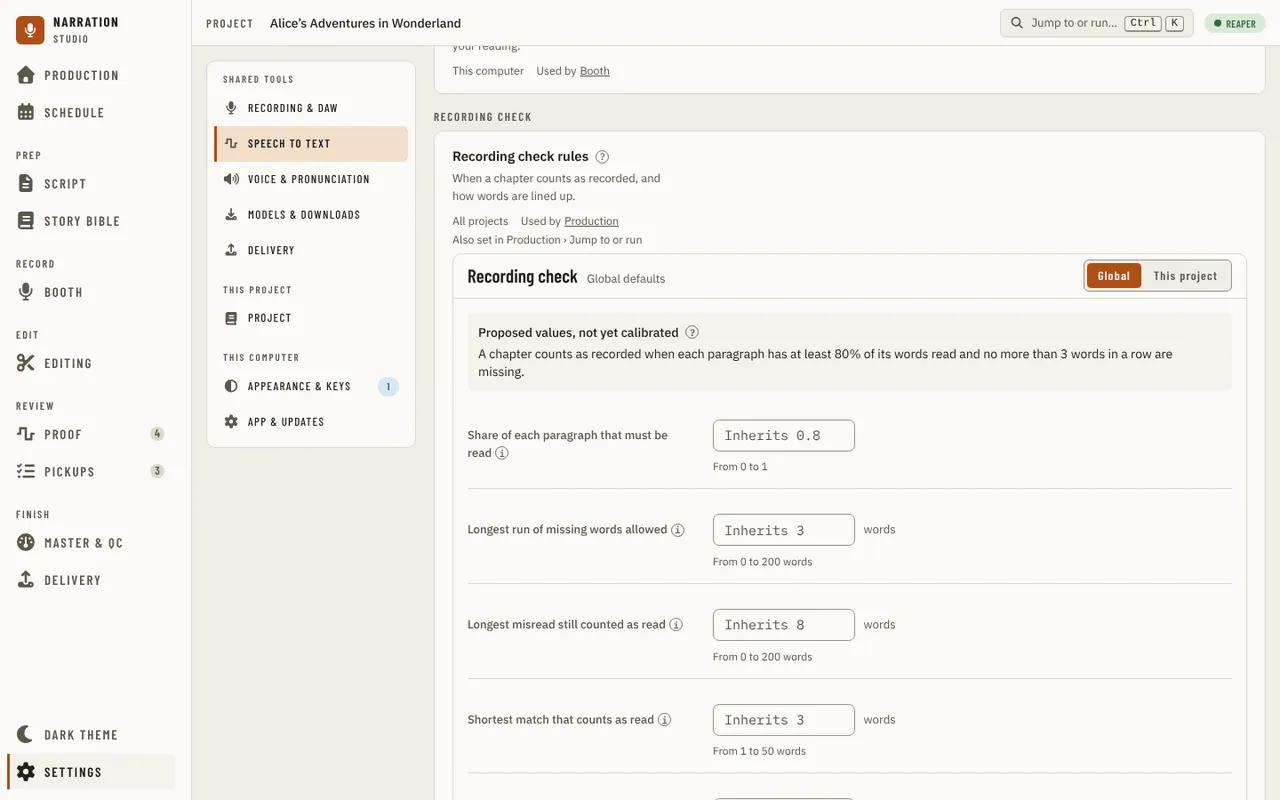 NARRATION
STUDIO
PRODUCTION
SCHEDULE
PREP
SCRIPT
STORY BIBLE
RECORD
BOOTH
EDIT
EDITING
REVIEW
PROOF 4
PICKUPS 3
FINISH
MASTER & QC
DELIVERY
DARK THEME
SETTINGS
PROJECT Alice's Adventures in Wonderland
Jump to or run... Ctrl K
REAPER
SHARED TOOLS
RECORDING & DAW
SPEECH TO TEXT
VOICE & PRONUNCIATION
MODELS & DOWNLOADS
DELIVERY
THIS PROJECT
PROJECT
THIS COMPUTER
APPEARANCE & KEYS 1
APP & UPDATES
your reading.
This computer Used by Booth
RECORDING CHECK
Recording check rules ?
When a chapter counts as recorded, and
how words are lined up.
All projects Used by Production
Also set in Production › Jump to or run
Recording check Global defaults
Global This project
Proposed values, not yet calibrated ?
A chapter counts as recorded when each paragraph has at least 80% of its words read and no more than 3 words in a row are
missing.
Share of each paragraph that must be
read i
Inherits 0.8
From 0 to 1
Longest run of missing words allowed i
Inherits 3 words
From 0 to 200 words
Longest misread still counted as read i
Inherits 8 words
From 0 to 200 words
Shortest match that counts as read i
Inherits 3 words
From 1 to 50 words